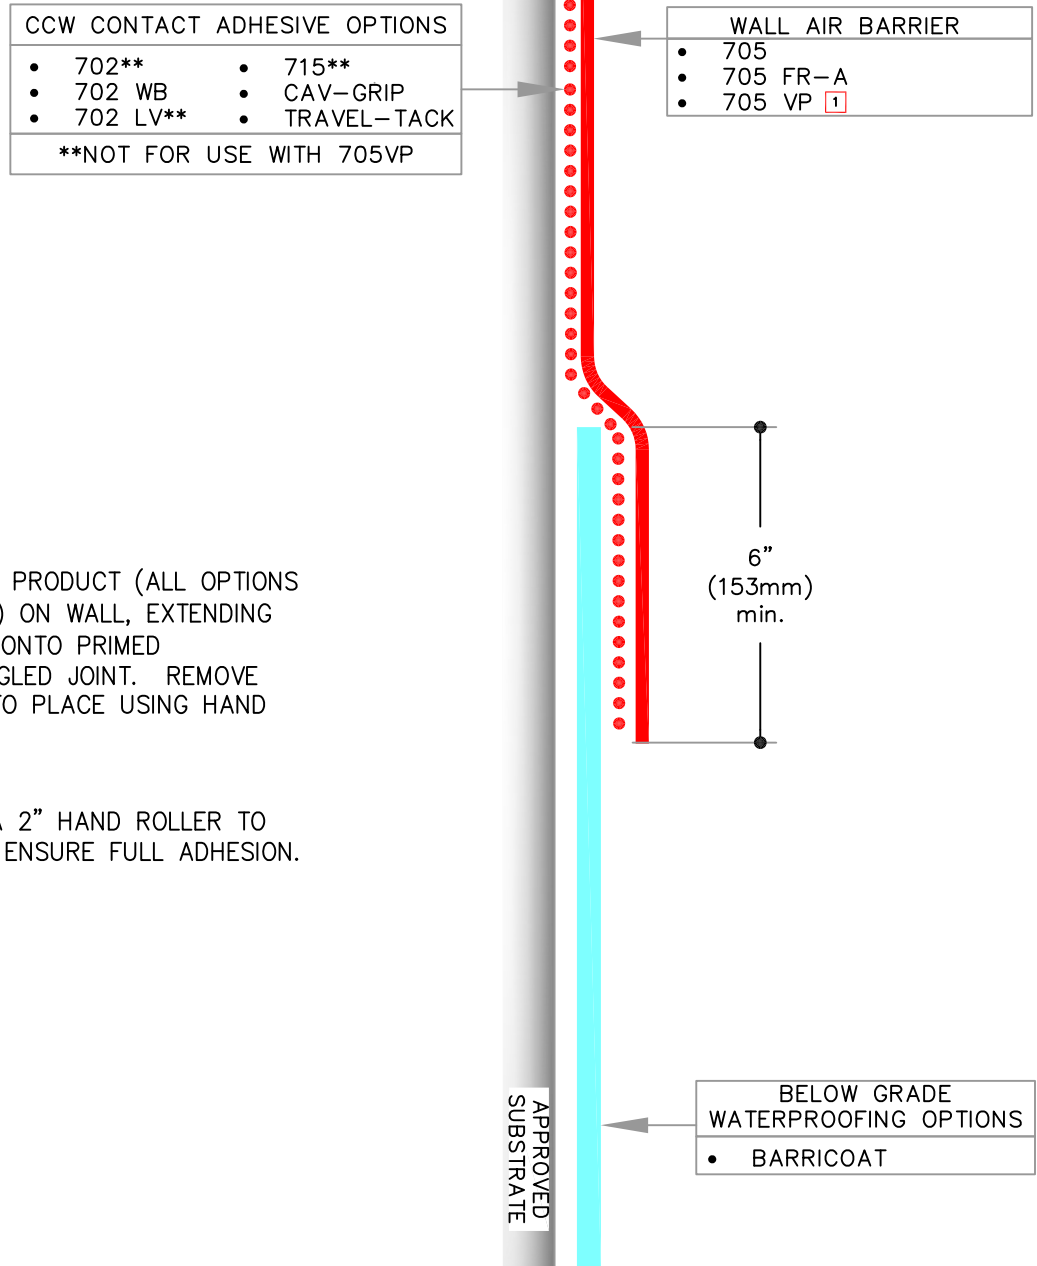 CCW CONTACT ADHESIVE OPTIONS
• 702** • 715**
• 702 WB • CAV-GRIP
• 702 LV** • TRAVEL-TACK
**NOT FOR USE WITH 705VP
WALL AIR BARRIER
• 705
• 705 FR-A
• 705 VP 1
6"
(153mm)
min.
PRODUCT (ALL OPTIONS
) ON WALL, EXTENDING
ONTO PRIMED
GLED JOINT. REMOVE
TO PLACE USING HAND
A 2" HAND ROLLER TO
ENSURE FULL ADHESION.
APPROVED
SUBSTRATE
BELOW GRADE
WATERPROOFING OPTIONS
• BARRICOAT